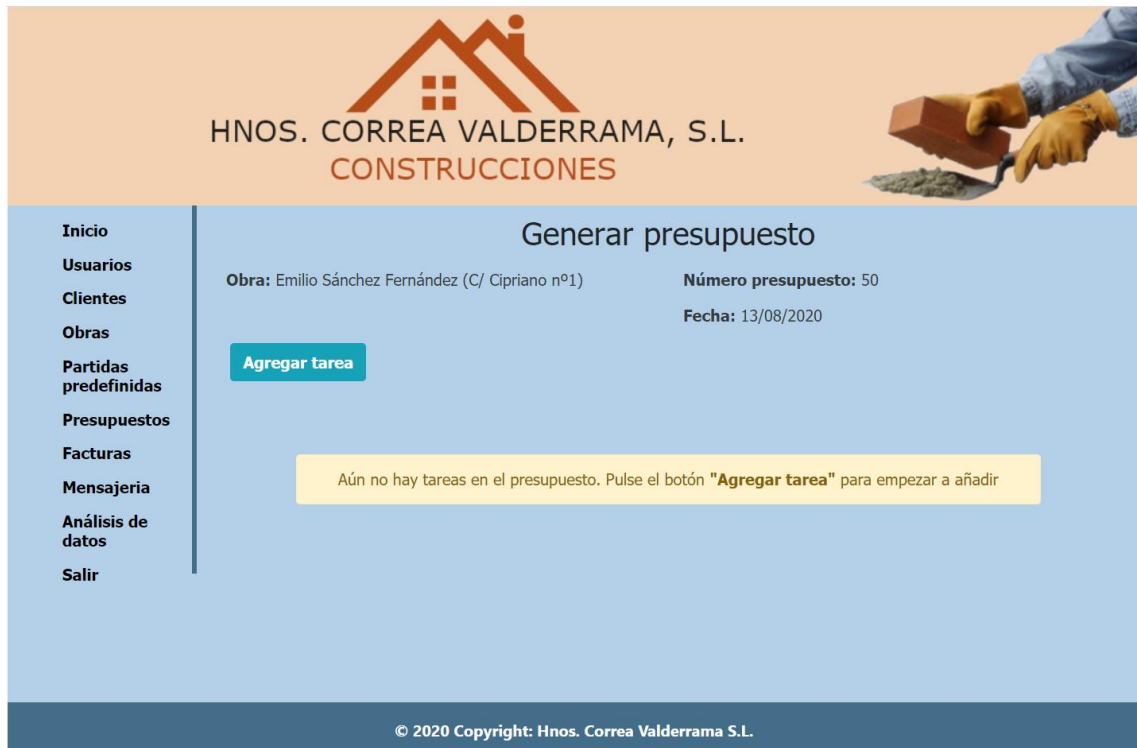 HNOS. CORREA VALDERRAMA, S.L.
CONSTRUCCIONES
Inicio
Usuarios
Clientes
Obras
Partidas
predefinidas
Presupuestos
Facturas
Mensajeria
Análisis de
datos
Salir
Generar presupuesto
Obra: Emilio Sánchez Fernández (C/ Cipriano nº1)
Número presupuesto: 50
Fecha: 13/08/2020
Agregar tarea
Aún no hay tareas en el presupuesto. Pulse el botón "Agregar tarea" para empezar a añadir
© 2020 Copyright: Hnos. Correa Valderrama S.L.